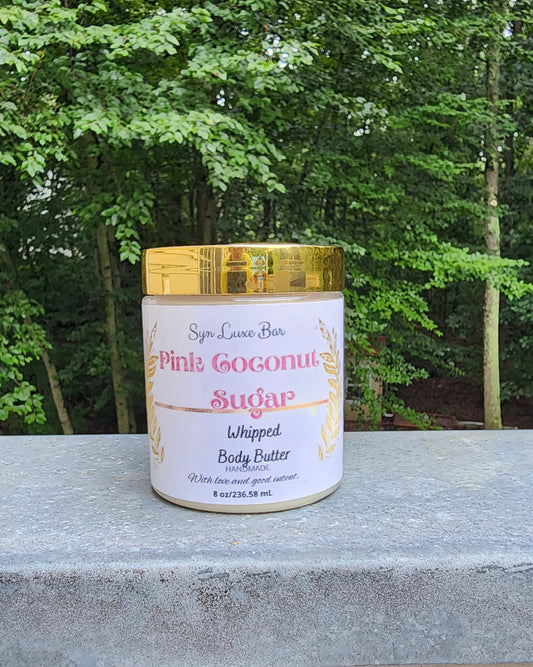 Syn Luxe Bar
Pink Coconut
Sugar
Whipped
Body Butter
HANDMADE
With love and good intent.
8 oz/236.58 mL